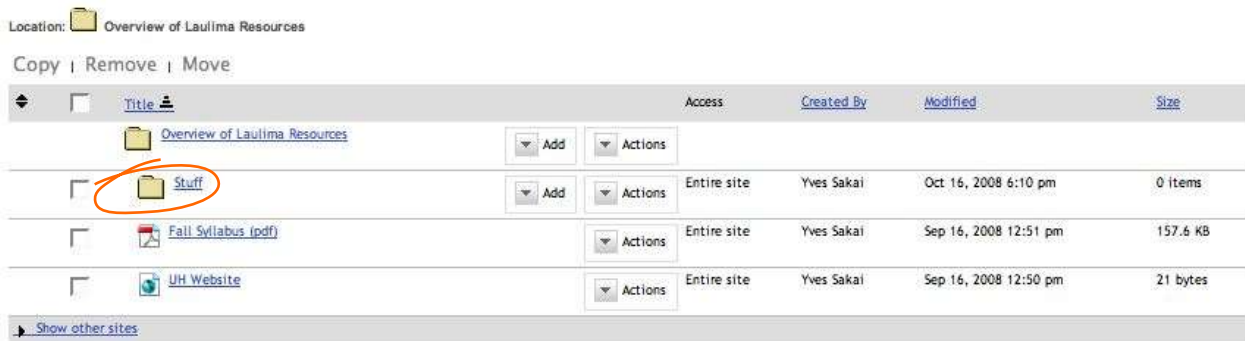 Location: Overview of Laulima Resources
Copy | Remove | Move
Title Access Created By Modified Size
Overview of Laulima Resources Add Actions
Stuff Add Actions Entire site Yves Sakai Oct 16, 2008 6:10 pm 0 items
Fall Syllabus (pdf) Actions Entire site Yves Sakai Sep 16, 2008 12:51 pm 157.6 KB
UH Website Actions Entire site Yves Sakai Sep 16, 2008 12:50 pm 21 bytes
Show other sites